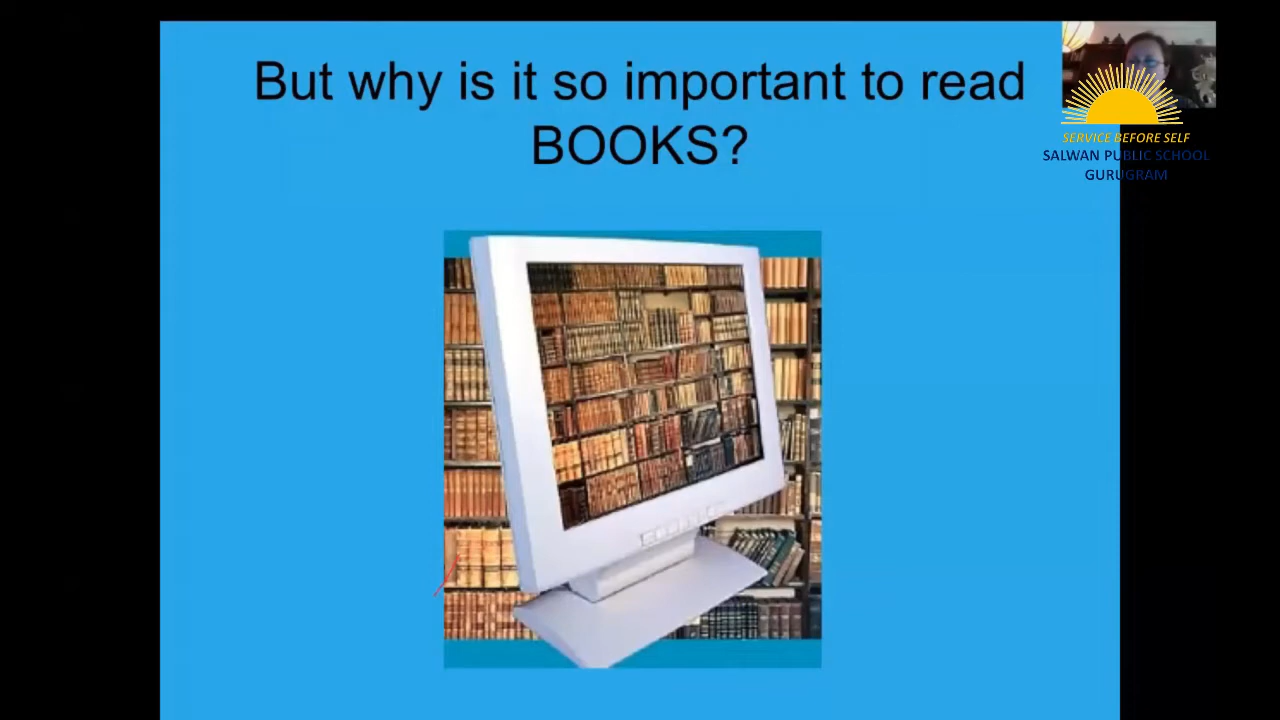 But why is it so important to read
BOOKS?
SERVICE BEFORE SELF
SALWAN PUBLIC SCHOOL
GURUGRAM